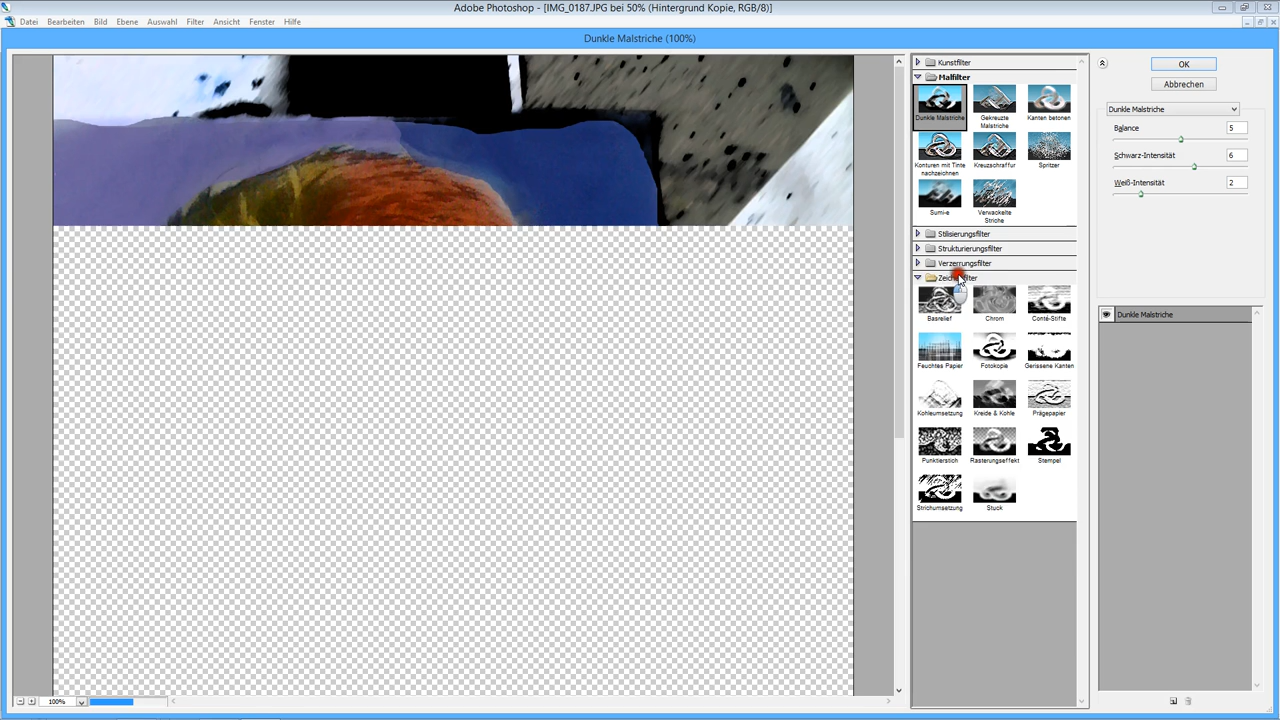 Adobe Photoshop - [IMG_0187.JPG bei 50% (Hintergrund Kopie, RGB/8)]
Datei Bearbeiten Bild Ebene Auswahl Filter Ansicht Fenster Hilfe
Dunkle Malstriche (100%)
Kunstfilter
Malfilter
Dunkle Malstriche
Gekreuzte
Malstriche
Kanten betonen
Konturen mit Tinte
nachzeichnen
Kreuzschraffur
Spritzer
Sumi-e
Verwackelte
Striche
Stilisierungsfilter
Strukturierungsfilter
Verzerrungsfilter
Basrelief
Chrom
Conté-Stifte
Feuchtes Papier
Fotokopie
Gerissene Kanten
Kohleumsetzung
Kreide & Kohle
Prägepapier
Punktierstich
Rasterungseffekt
Stempel
Strichumsetzung
Stuck
OK
Abbrechen
Dunkle Malstriche
Balance 5
Schwarz-Intensität 6
Weiß-Intensität 2
Dunkle Malstriche
100%